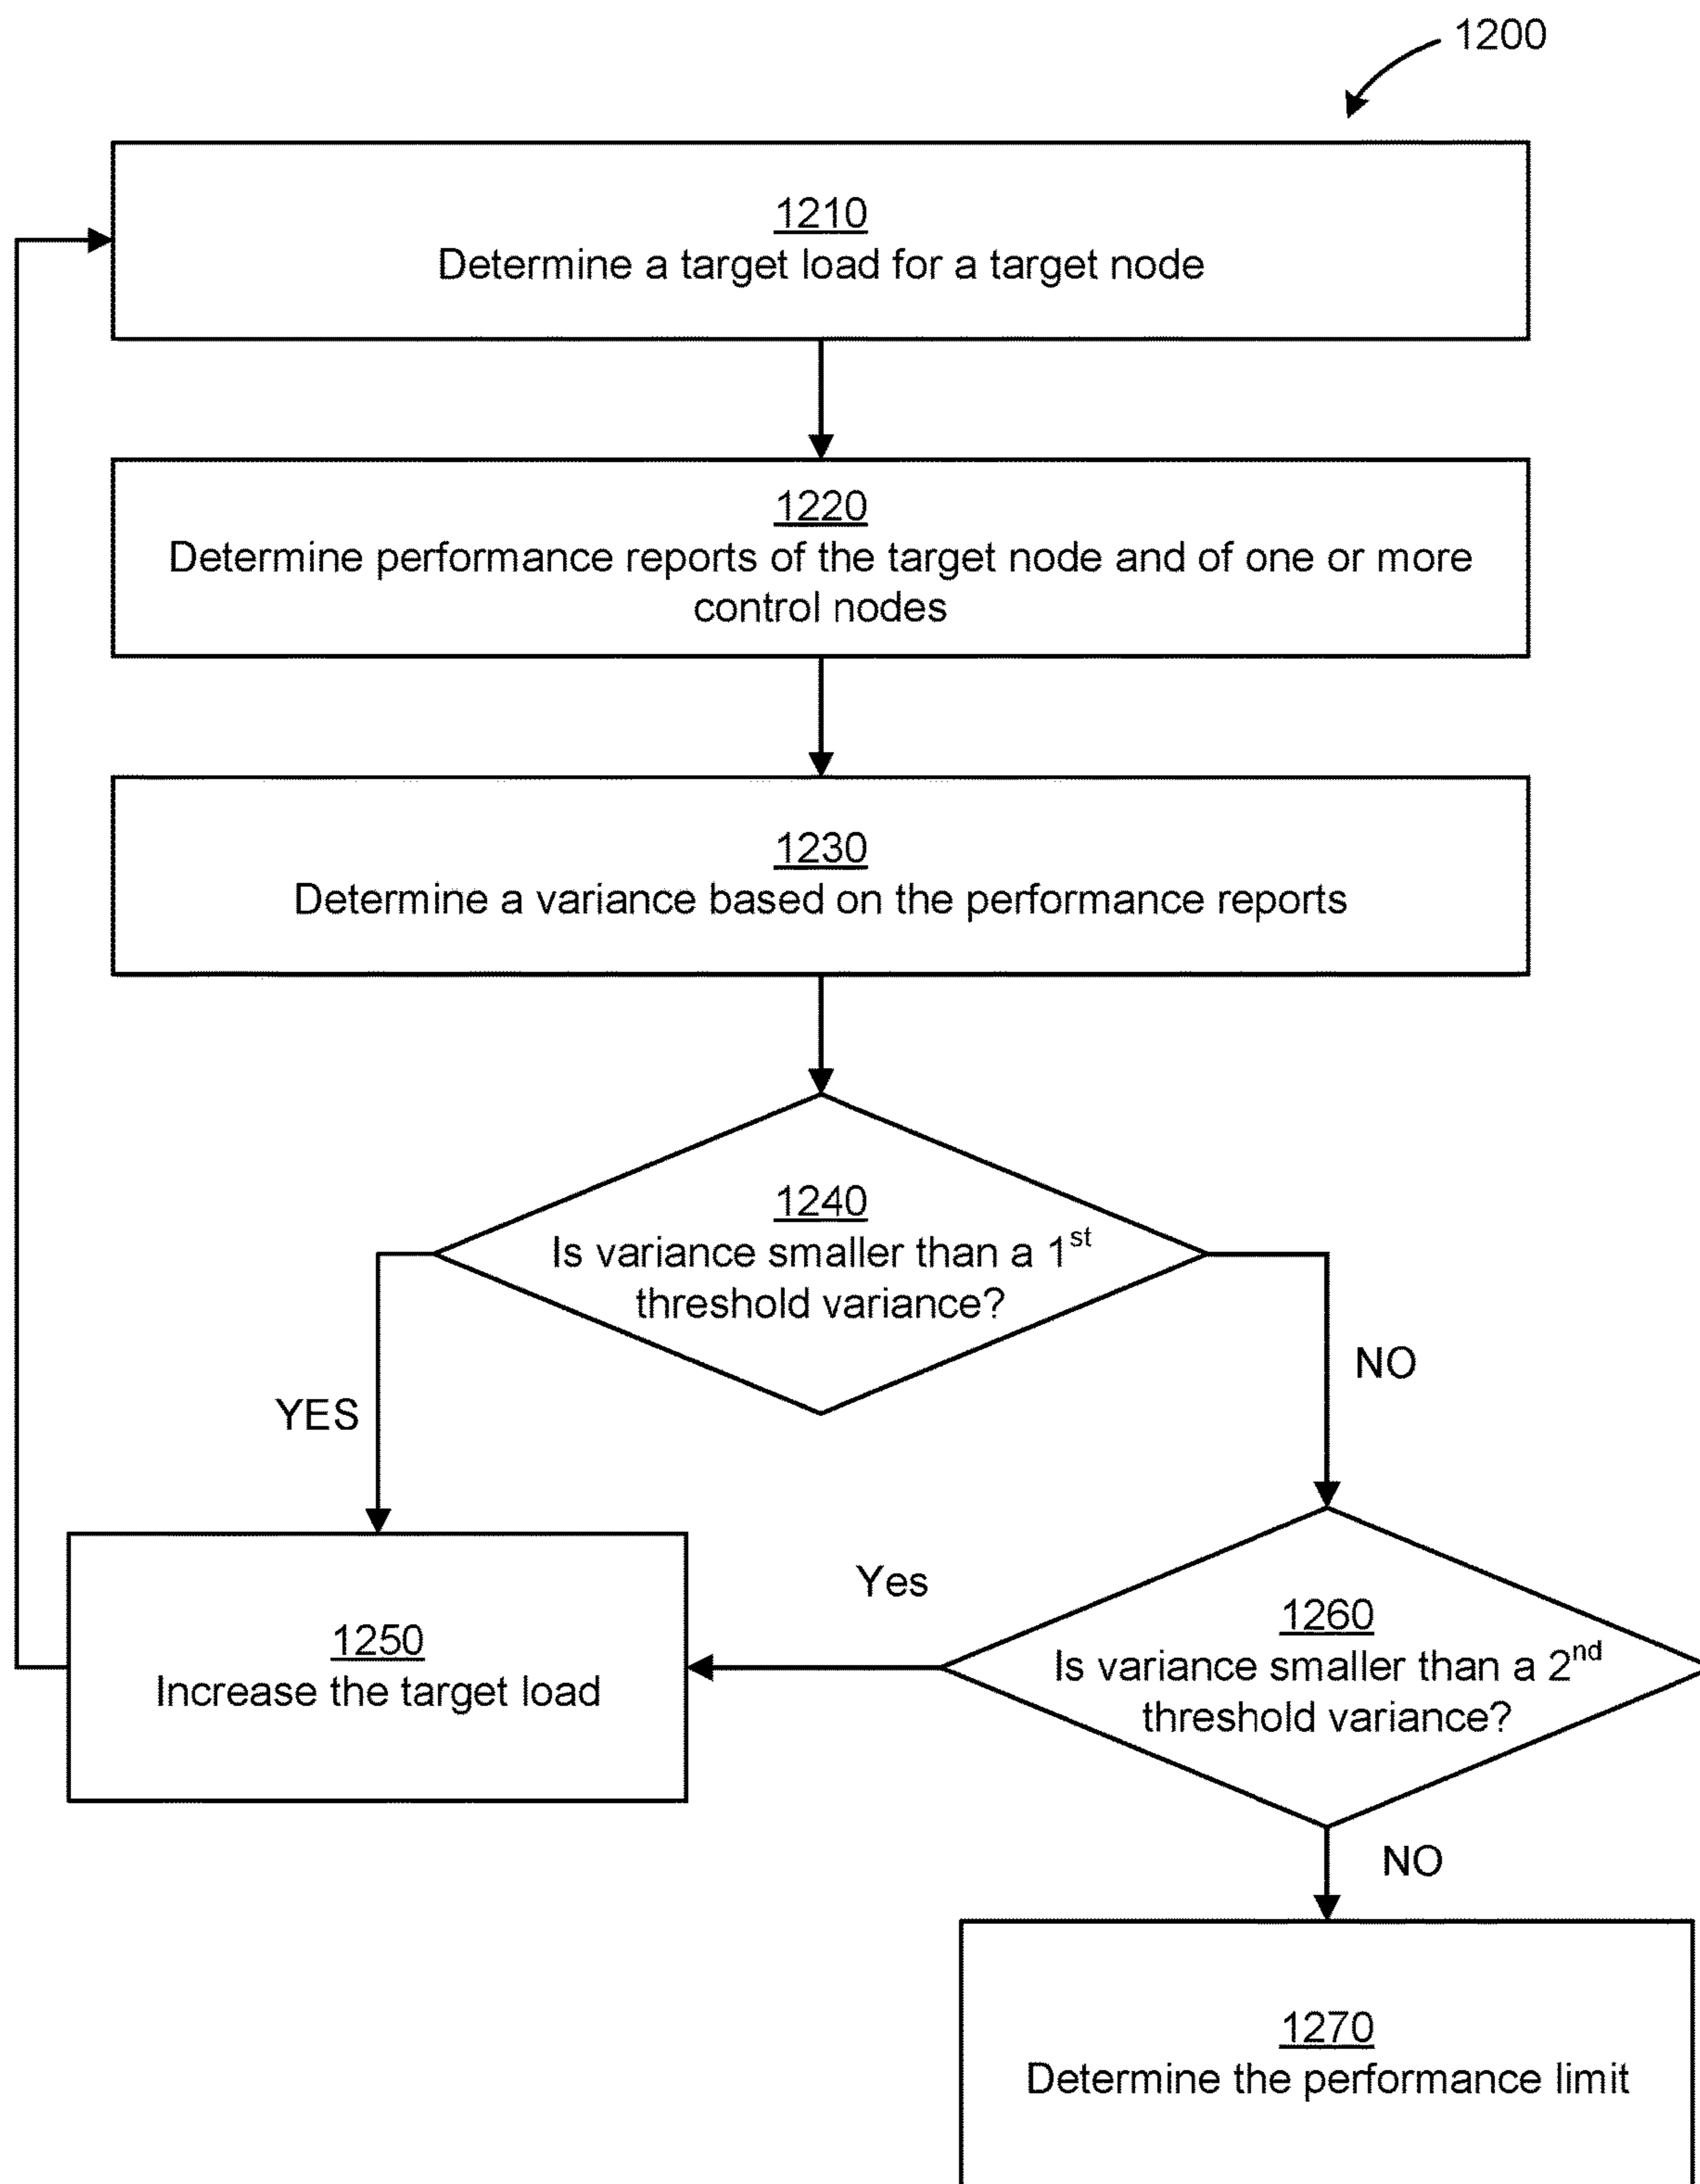 1200
1210
Determine a target load for a target node
1220
Determine performance reports of the target node and of one or more
control nodes
1230
Determine a variance based on the performance reports
1240
Is variance smaller than a 1st
threshold variance?
NO
YES
Yes
1260
Is variance smaller than a 2nd
threshold variance?
1250
Increase the target load
NO
1270
Determine the performance limit